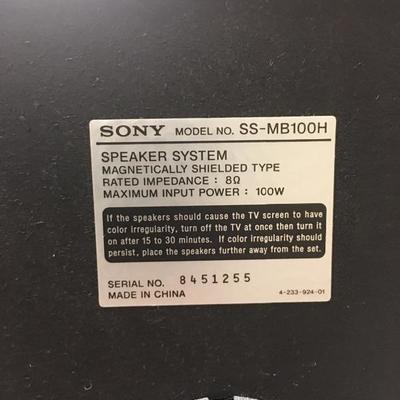 SONY MODEL NO. SS-MB100H
SPEAKER SYSTEM
MAGNETICALLY SHIELDED TYPE
RATED IMPEDANCE : 8Ω
MAXIMUM INPUT POWER : 100W
If the speakers should cause the TV screen to have
color irregularity, turn off the TV at once then turn it
on after 15 to 30 minutes. If color irregularity should
persist, place the speakers further away from the set.
SERIAL NO. 8451255
MADE IN CHINA 4-233-924-01